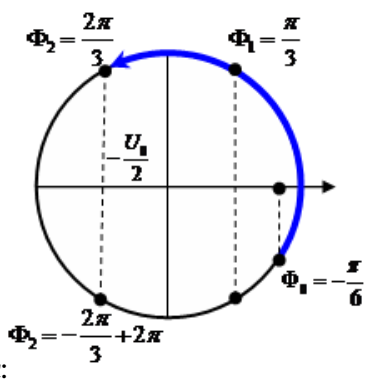 Φ₂ = 2π/3
Φ₁ = π/3
-U₀/2
Φ₀ = -π/6
Φ₂ = -2π/3 + 2π
: